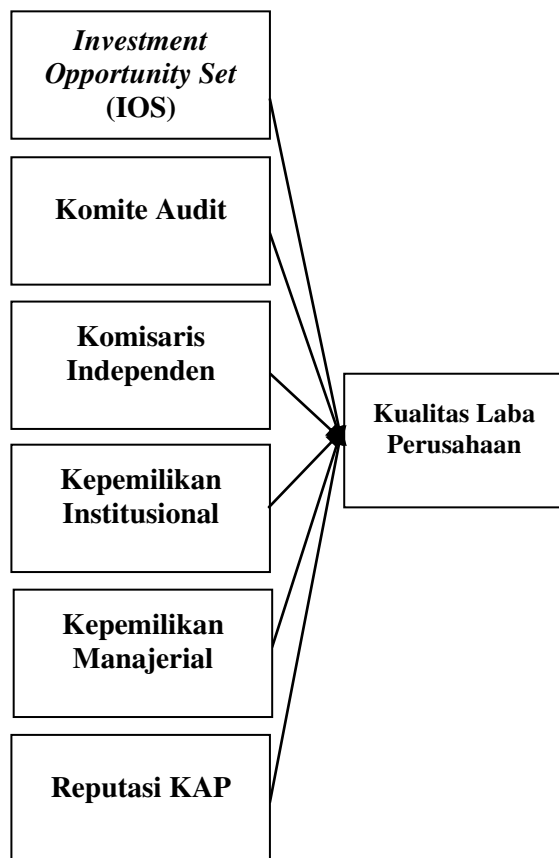 Investment
Opportunity Set
(IOS)
Komite Audit
Komisaris
Independen
Kepemilikan
Institusional
Kepemilikan
Manajerial
Reputasi KAP
Kualitas Laba
Perusahaan